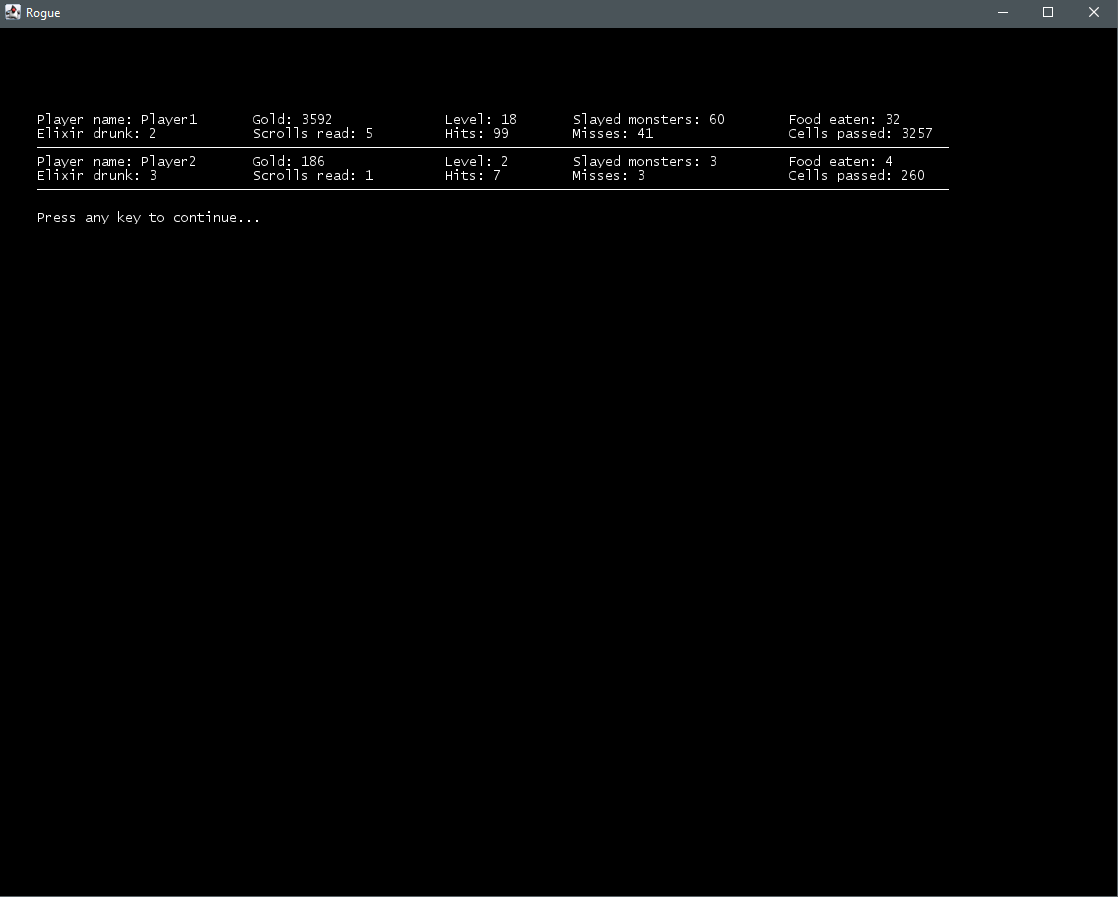 Rogue
Player name: Player1 Gold: 3592 Level: 18 Slayed monsters: 60 Food eaten: 32
Elixir drunk: 2 Scrolls read: 5 Hits: 99 Misses: 41 Cells passed: 3257
Player name: Player2 Gold: 186 Level: 2 Slayed monsters: 3 Food eaten: 4
Elixir drunk: 3 Scrolls read: 1 Hits: 7 Misses: 3 Cells passed: 260
Press any key to continue...